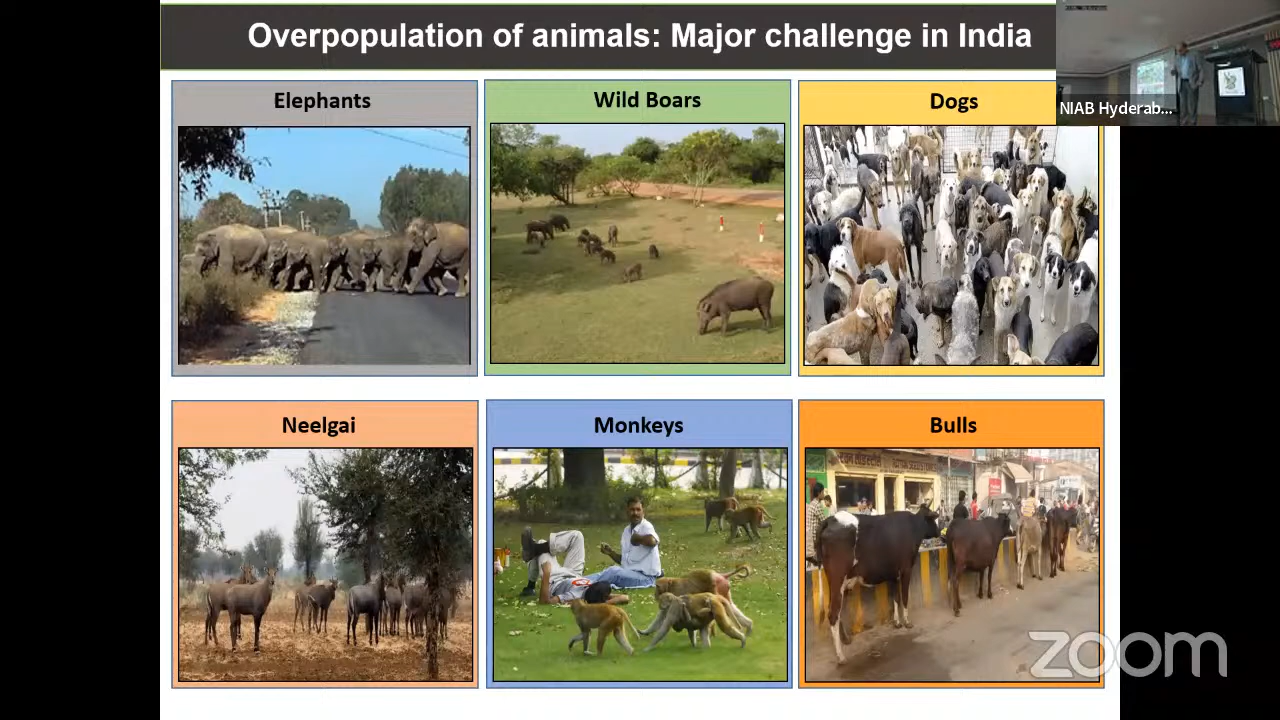 Overpopulation of animals: Major challenge in India
NIAB Hyderab...
Elephants
Wild Boars
Dogs
Neelgai
Monkeys
Bulls
zoom